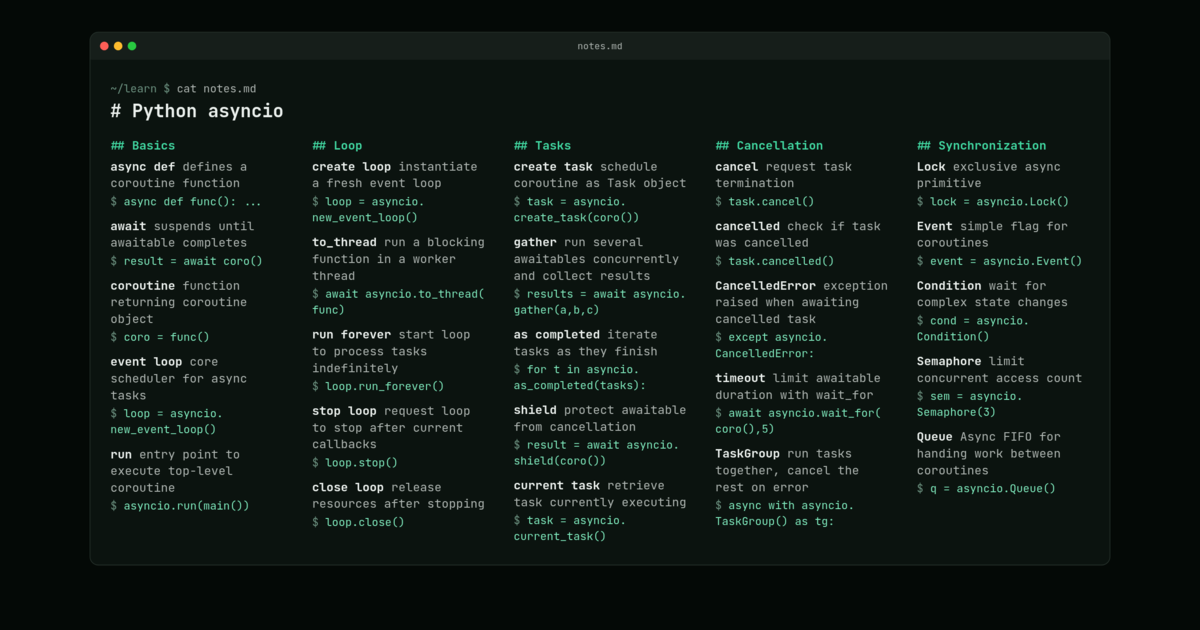 notes.md
~/learn $ cat notes.md
# Python asyncio
## Basics
async def defines a
coroutine function
$ async def func(): ...
await suspends until
awaitable completes
$ result = await coro()
coroutine function
returning coroutine
object
$ coro = func()
event loop core
scheduler for async
tasks
$ loop = asyncio.
new_event_loop()
run entry point to
execute top-level
coroutine
$ asyncio.run(main())
## Loop
create loop instantiate
a fresh event loop
$ loop = asyncio.
new_event_loop()
to_thread run a blocking
function in a worker
thread
$ await asyncio.to_thread(
func)
run forever start loop
to process tasks
indefinitely
$ loop.run_forever()
stop loop request loop
to stop after current
callbacks
$ loop.stop()
close loop release
resources after stopping
$ loop.close()
## Tasks
create task schedule
coroutine as Task object
$ task = asyncio.
create_task(coro())
gather run several
awaitables concurrently
and collect results
$ results = await asyncio.
gather(a,b,c)
as completed iterate
tasks as they finish
$ for t in asyncio.
as_completed(tasks):
shield protect awaitable
from cancellation
$ result = await asyncio.
shield(coro())
current task retrieve
task currently executing
$ task = asyncio.
current_task()
## Cancellation
cancel request task
termination
$ task.cancel()
cancelled check if task
was cancelled
$ task.cancelled()
CancelledError exception
raised when awaiting
cancelled task
$ except asyncio.
CancelledError:
timeout limit awaitable
duration with wait_for
$ await asyncio.wait_for(
coro(),5)
TaskGroup run tasks
together, cancel the
rest on error
$ async with asyncio.
TaskGroup() as tg:
## Synchronization
Lock exclusive async
primitive
$ lock = asyncio.Lock()
Event simple flag for
coroutines
$ event = asyncio.Event()
Condition wait for
complex state changes
$ cond = asyncio.
Condition()
Semaphore limit
concurrent access count
$ sem = asyncio.
Semaphore(3)
Queue Async FIFO for
handing work between
coroutines
$ q = asyncio.Queue()